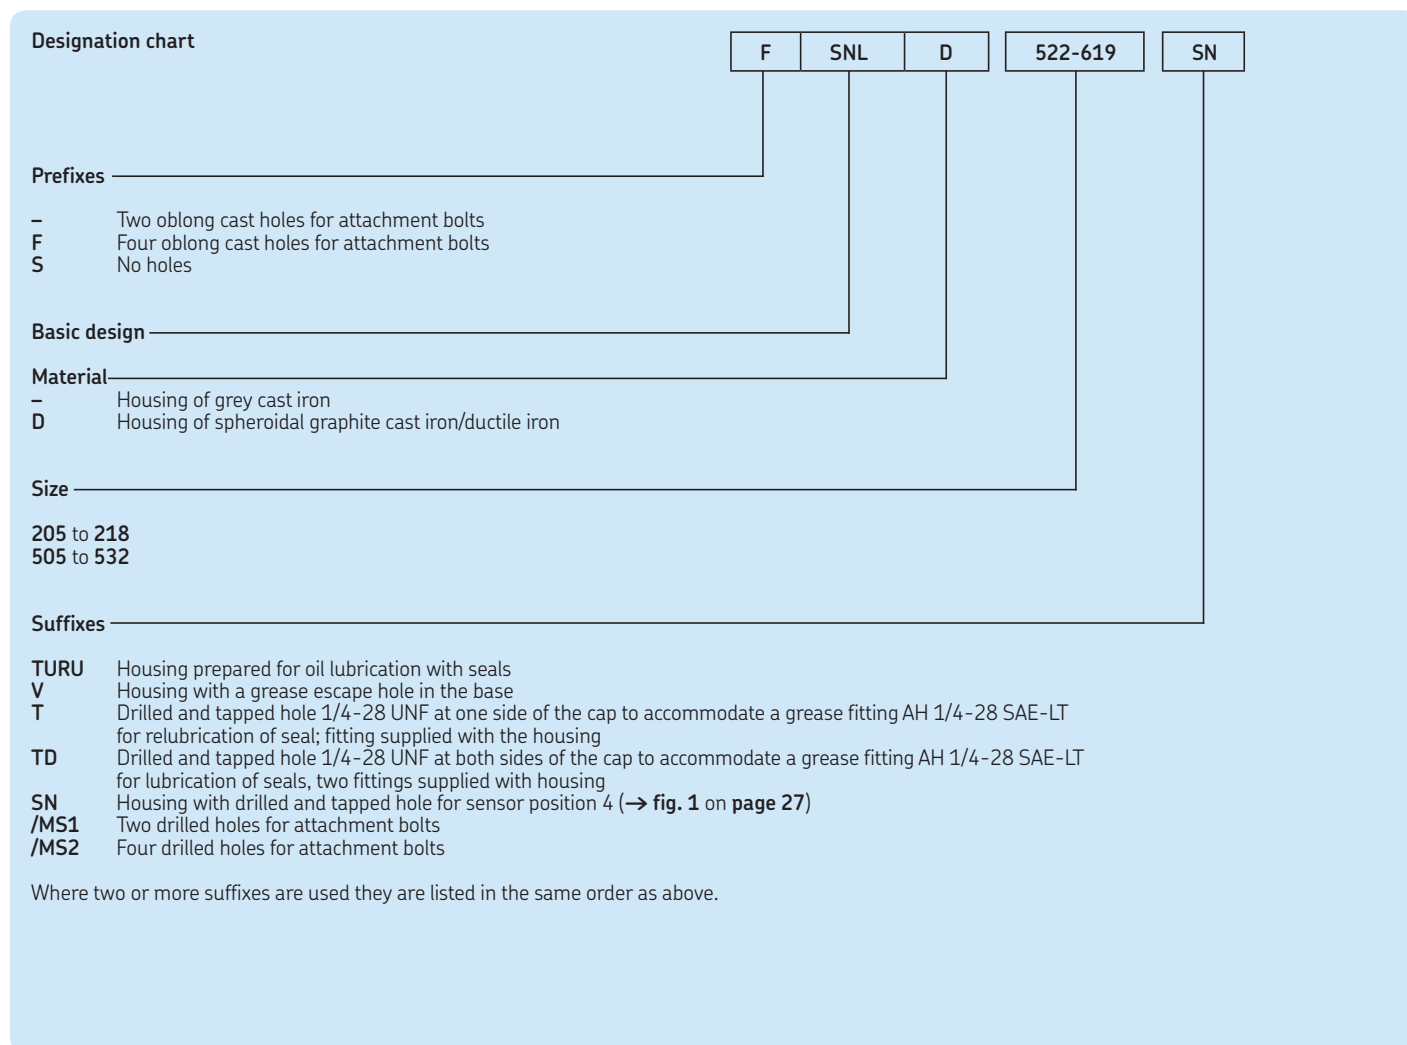 Designation chart
F SNL D 522-619 SN
Prefixes
– Two oblong cast holes for attachment bolts
F Four oblong cast holes for attachment bolts
S No holes
Basic design
Material
– Housing of grey cast iron
D Housing of spheroidal graphite cast iron/ductile iron
Size
205 to 218
505 to 532
Suffixes
TURU Housing prepared for oil lubrication with seals
V Housing with a grease escape hole in the base
T Drilled and tapped hole 1/4-28 UNF at one side of the cap to accommodate a grease fitting AH 1/4-28 SAE-LT
for relubrication of seal; fitting supplied with the housing
TD Drilled and tapped hole 1/4-28 UNF at both sides of the cap to accommodate a grease fitting AH 1/4-28 SAE-LT
for lubrication of seals, two fittings supplied with housing
SN Housing with drilled and tapped hole for sensor position 4 (→ fig. 1 on page 27)
/MS1 Two drilled holes for attachment bolts
/MS2 Four drilled holes for attachment bolts
Where two or more suffixes are used they are listed in the same order as above.